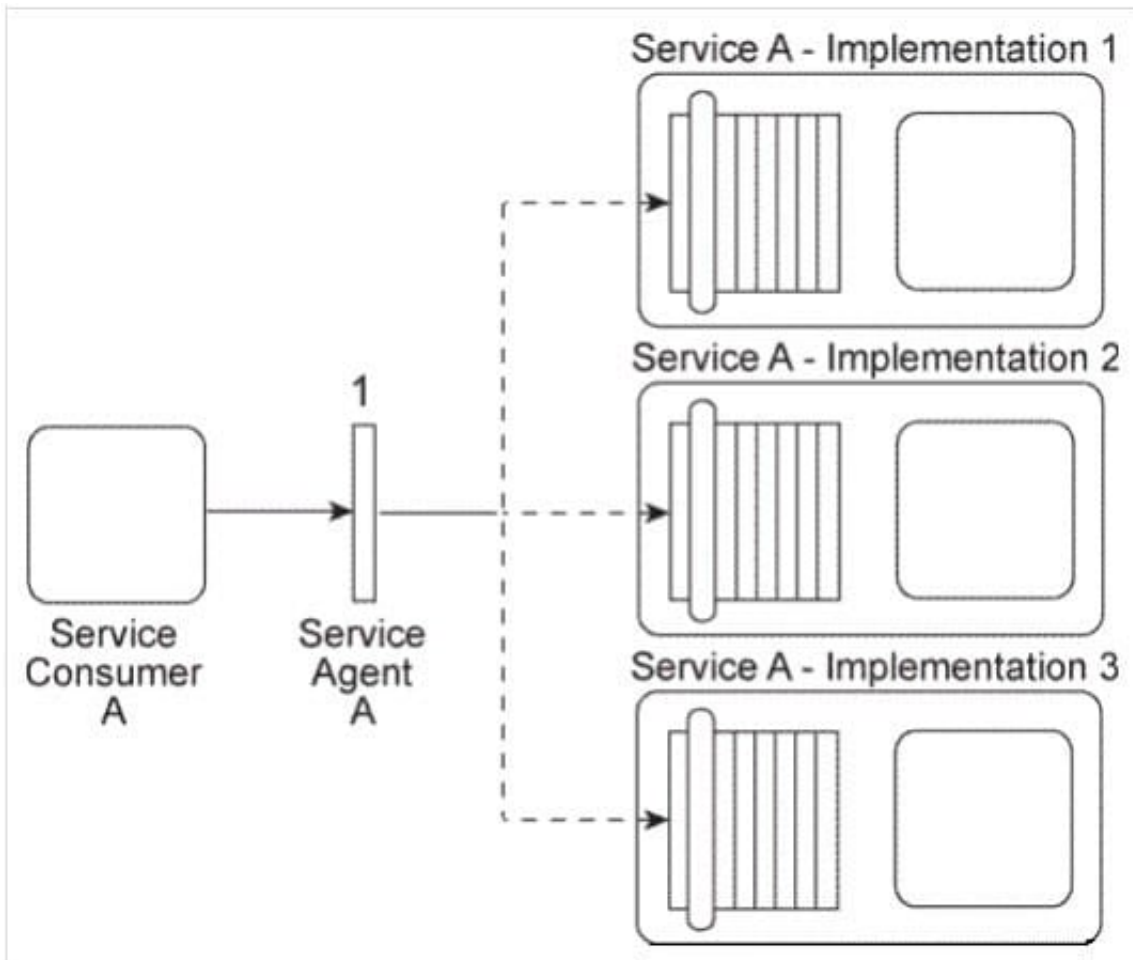 Service A - Implementation 1
Service A - Implementation 2
1
Service
Consumer
A
Service
Agent
A
Service A - Implementation 3